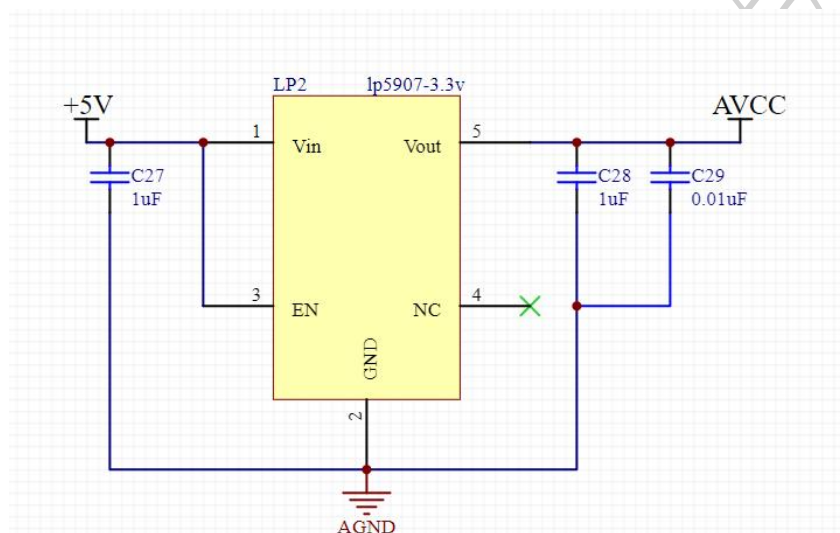 LP2
lp5907-3.3v
+5V
AVCC
1
Vin
Vout
5
C27
1uF
C28
1uF
C29
0.01uF
3
EN
NC
4
GND
2
AGND